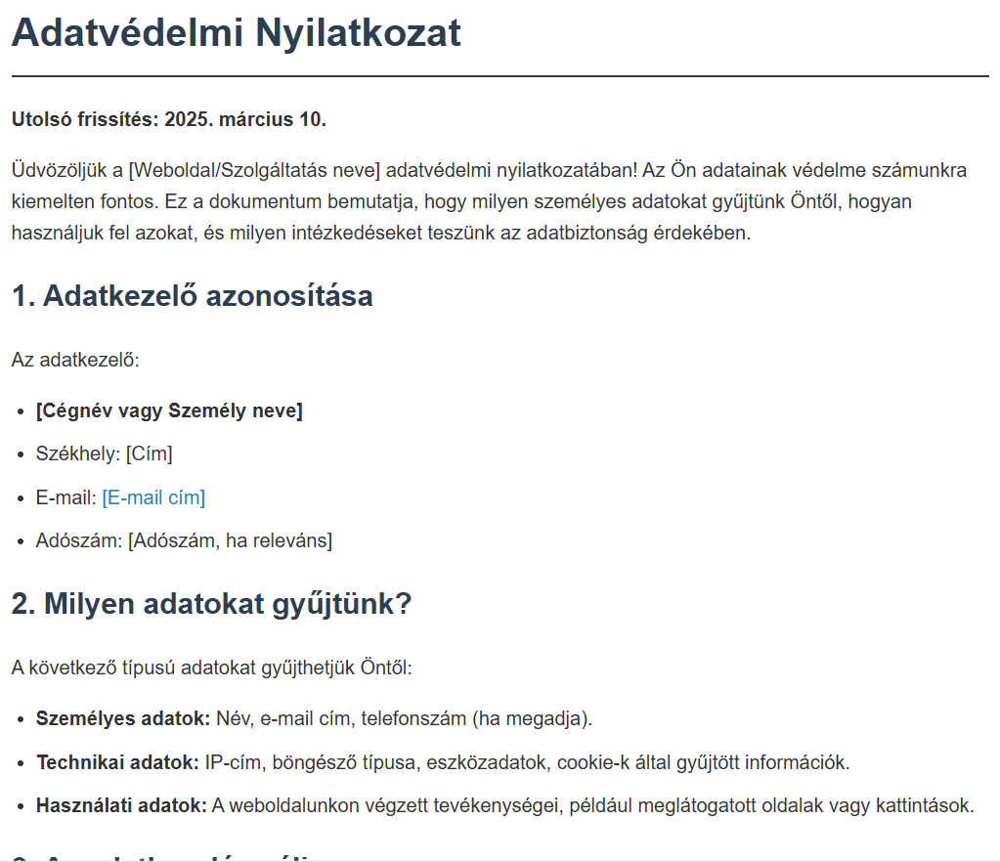 Adatvédelmi Nyilatkozat
Utolsó frissítés: 2025. március 10.
Üdvözöljük a [Weboldal/Szolgáltatás neve] adatvédelmi nyilatkozatában! Az Ön adatainak védelme számunkra
kiemelten fontos. Ez a dokumentum bemutatja, hogy milyen személyes adatokat gyűjtünk Öntől, hogyan
használjuk fel azokat, és milyen intézkedéseket teszünk az adatbiztonság érdekében.
1. Adatkezelő azonosítása
Az adatkezelő:
• [Cégnév vagy Személy neve]
• Székhely: [Cím]
• E-mail: [E-mail cím]
• Adószám: [Adószám, ha releváns]
2. Milyen adatokat gyűjtünk?
A következő típusú adatokat gyűjthetjük Öntől:
• Személyes adatok: Név, e-mail cím, telefonszám (ha megadja).
• Technikai adatok: IP-cím, böngésző típusa, eszközadatok, cookie-k által gyűjtött információk.
• Használati adatok: A weboldalunkon végzett tevékenységei, például meglátogatott oldalak vagy kattintások.